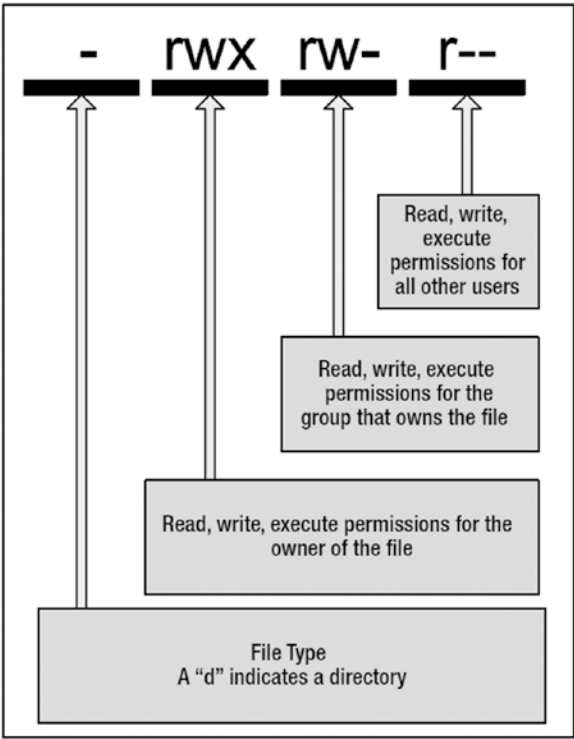 - rwx rw- r--
Read, write,
execute
permissions for
all other users
Read, write, execute
permissions for the
group that owns the file
Read, write, execute permissions for the
owner of the file
File Type
A “d” indicates a directory